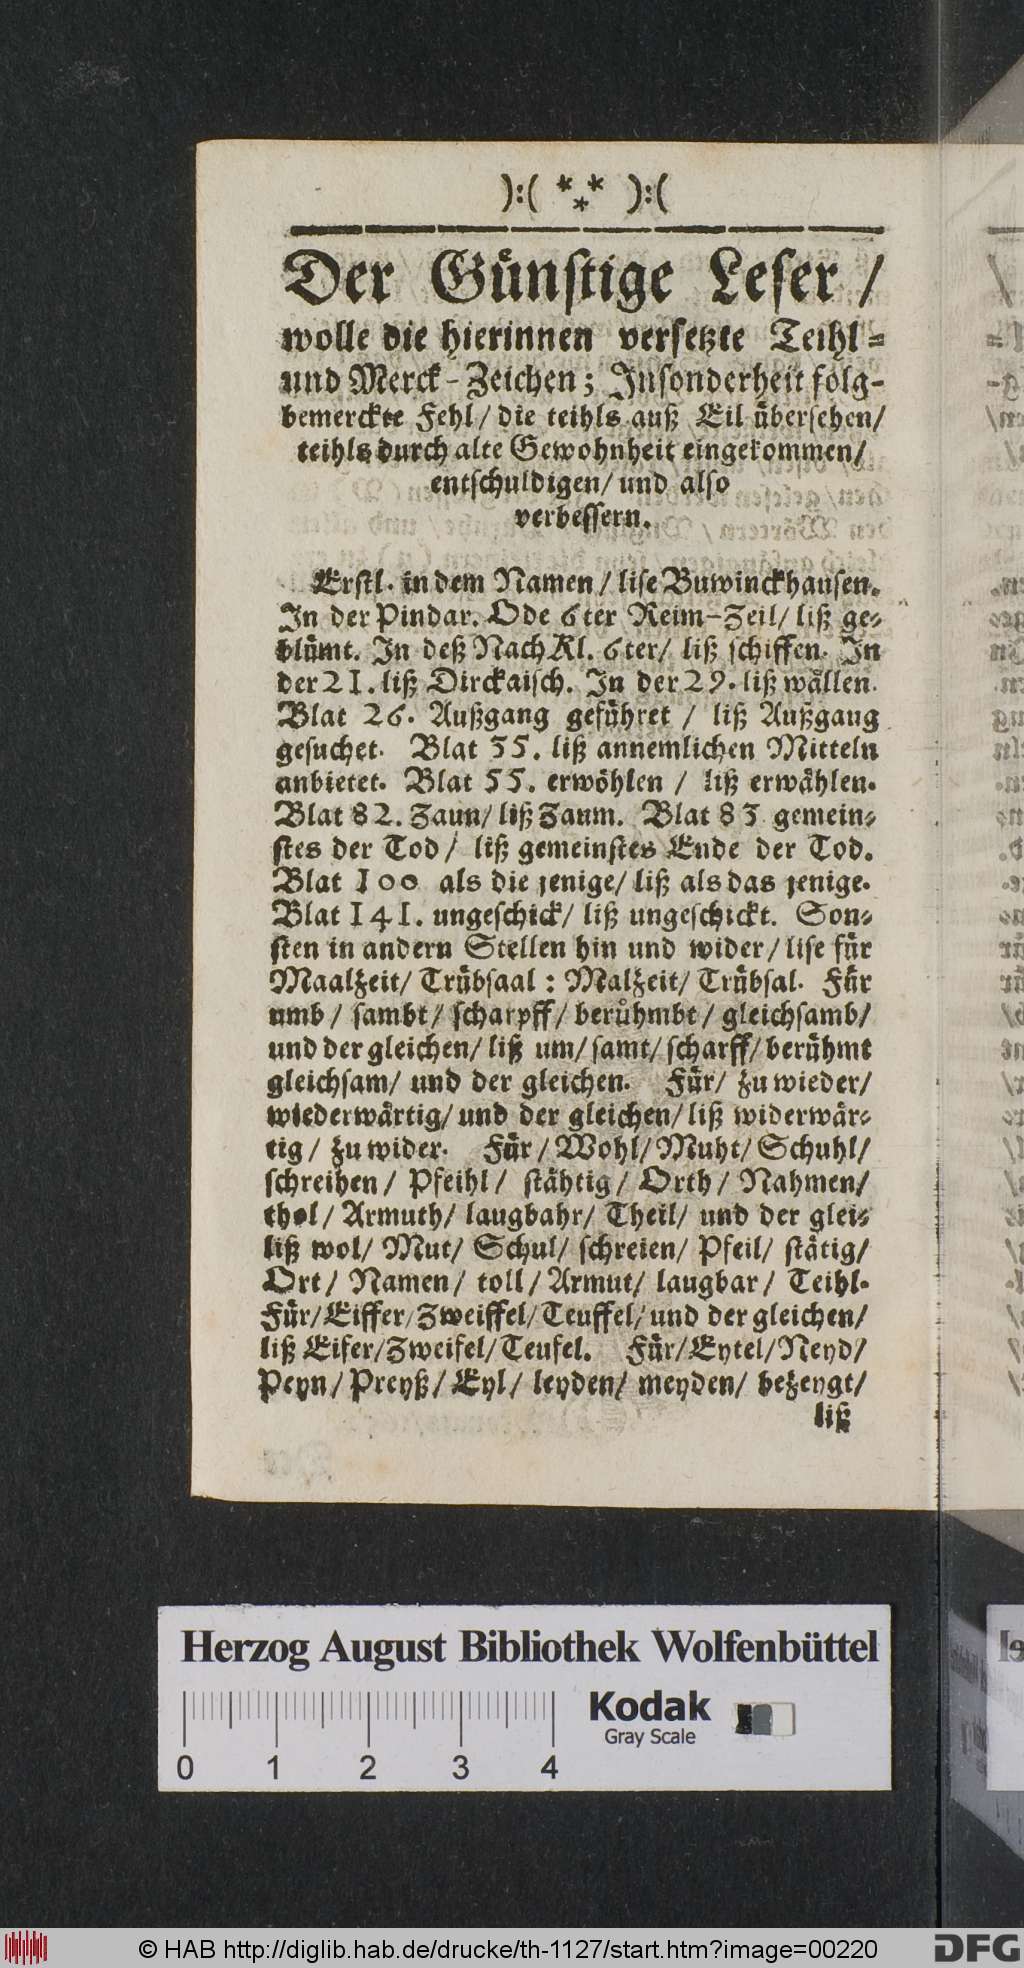 ):( *** ):(
Der Günstige Leser /
wolle die hierinnen versetzte Teihl=
und Merck-Zeichen; Insonderheit folg-
bemerckte Fehl/ die teihls auß Eil übersehen/
teihls durch alte Gewohnheit eingekommen/
entschuldigen/ und also
verbessern.
Erstl. in dem Namen/ lise Buwinckhausen.
In der Pindar. Ode 6ter Reim-Zeil/ liß ge=
blümt. In deß NachKl. 6ter/ liß schiffen. In
der 21. liß Dirckaisch. In der 29. liß wällen.
Blat 26. Außgang geführet / liß Außgang
gesuchet. Blat 35. liß annemlichen Mitteln
anbietet. Blat 55. erwöhlen / liß erwählen.
Blat 82. Zaun/ liß Zaum. Blat 83 gemein=
stes der Tod/ liß gemeinstes Ende der Tod.
Blat 100 als die jenige/ liß als das jenige.
Blat 141. ungeschick/ liß ungeschickt. Son=
sten in andern Stellen hin und wider/ lise für
Maalzeit/ Trübsaal : Malzeit/ Trübsal. Für
umb/ sambt/ scharpff/ berühmbt/ gleichsamb/
und der gleichen/ liß um/ samt/ scharff/ berühmt
gleichsam/ und der gleichen. Für/ zu wieder/
wiederwärtig/ und der gleichen/ liß widerwär=
tig/ zu wider. Für/ Wohl/ Muht/ Schuhl/
schreihen/ Pfeihl/ stähtig/ Orth/ Nahmen/
thol/ Armuth/ laugbahr/ Theil/ und der glei=
liß wol/ Mut/ Schul/ schreien/ Pfeil/ stätig/
Ort/ Namen/ toll/ Armut/ laugbar/ Teihl.
Für/ Eiffer/ Zweiffel/ Teuffel/ und der gleichen/
liß Eifer/ Zweifel/ Teufel. Für/ Eytel/ Neyd/
Peyn/ Preyß/ Eyl/ leyden/ meyden/ bezeygt/
liß
Herzog August Bibliothek Wolfenbüttel
Kodak
Gray Scale
0 1 2 3 4
© HAB http://diglib.hab.de/drucke/th-1127/start.htm?image=00220
DFG